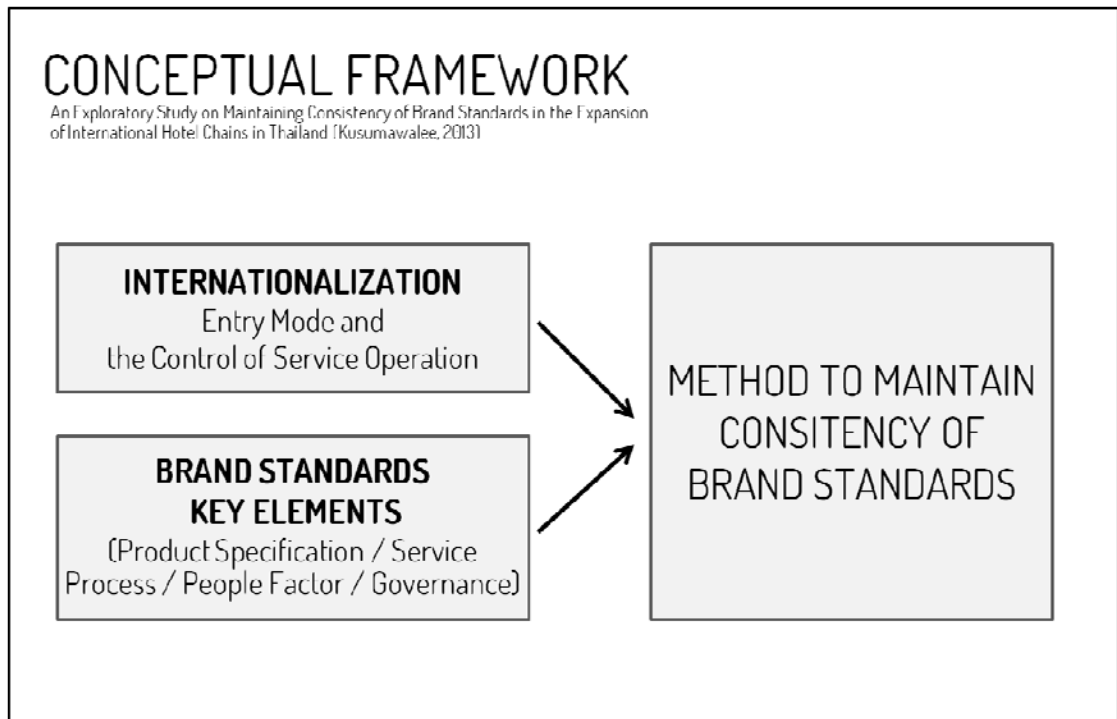 CONCEPTUAL FRAMEWORK
An Exploratory Study on Maintaining Consistency of Brand Standards in the Expansion
of International Hotel Chains in Thailand (Kusumawalee, 2013)
INTERNATIONALIZATION
Entry Mode and
the Control of Service Operation
BRAND STANDARDS
KEY ELEMENTS
(Product Specification / Service
Process / People Factor / Governance)
METHOD TO MAINTAIN
CONSITENCY OF
BRAND STANDARDS